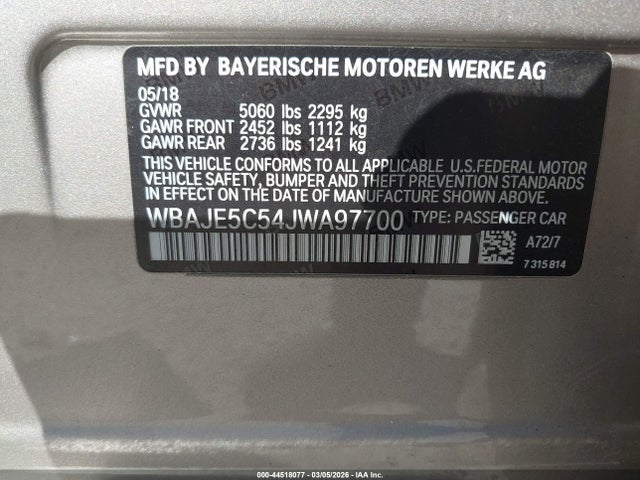 MFD BY BAYERISCHE MOTOREN WERKE AG
05/18
GVWR 5060 lbs 2295 kg
GAWR FRONT 2452 lbs 1112 kg
GAWR REAR 2736 lbs 1241 kg
THIS VEHICLE CONFORMS TO ALL APPLICABLE U.S.FEDERAL MOTOR
VEHICLE SAFETY, BUMPER AND THEFT PREVENTION STANDARDS
IN EFFECT ON THE DATE OF MANUFACTURE SHOWN ABOVE.
WBAJE5C54JWA97700 TYPE: PASSENGER CAR
A72/7
7 315 814
000-44518077 — 03/05/2026 — IAA Inc.